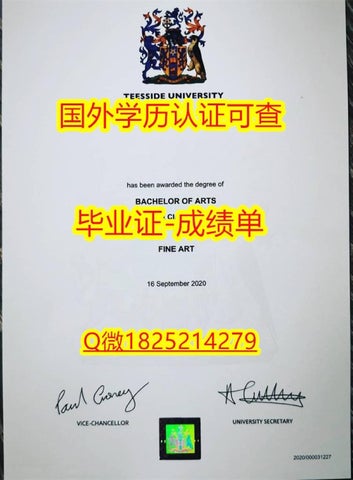 TEESSIDE UNIVERSITY
国外学历认证可查
has been awarded the degree of
BACHELOR OF ARTS
毕业证-成绩单
FINE ART
16 September 2020
Q微1825214279
VICE-CHANCELLOR
UNIVERSITY SECRETARY
2020/000031227